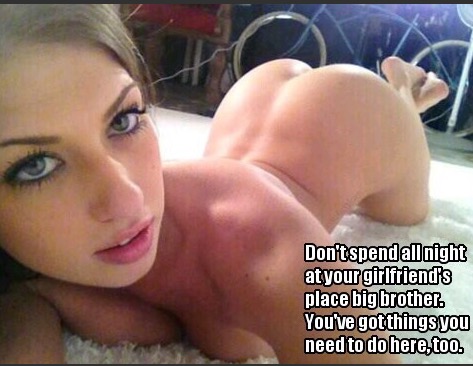 Don't spend all night
at your girlfriend's
place big brother.
You've got things you
need to do here, too.